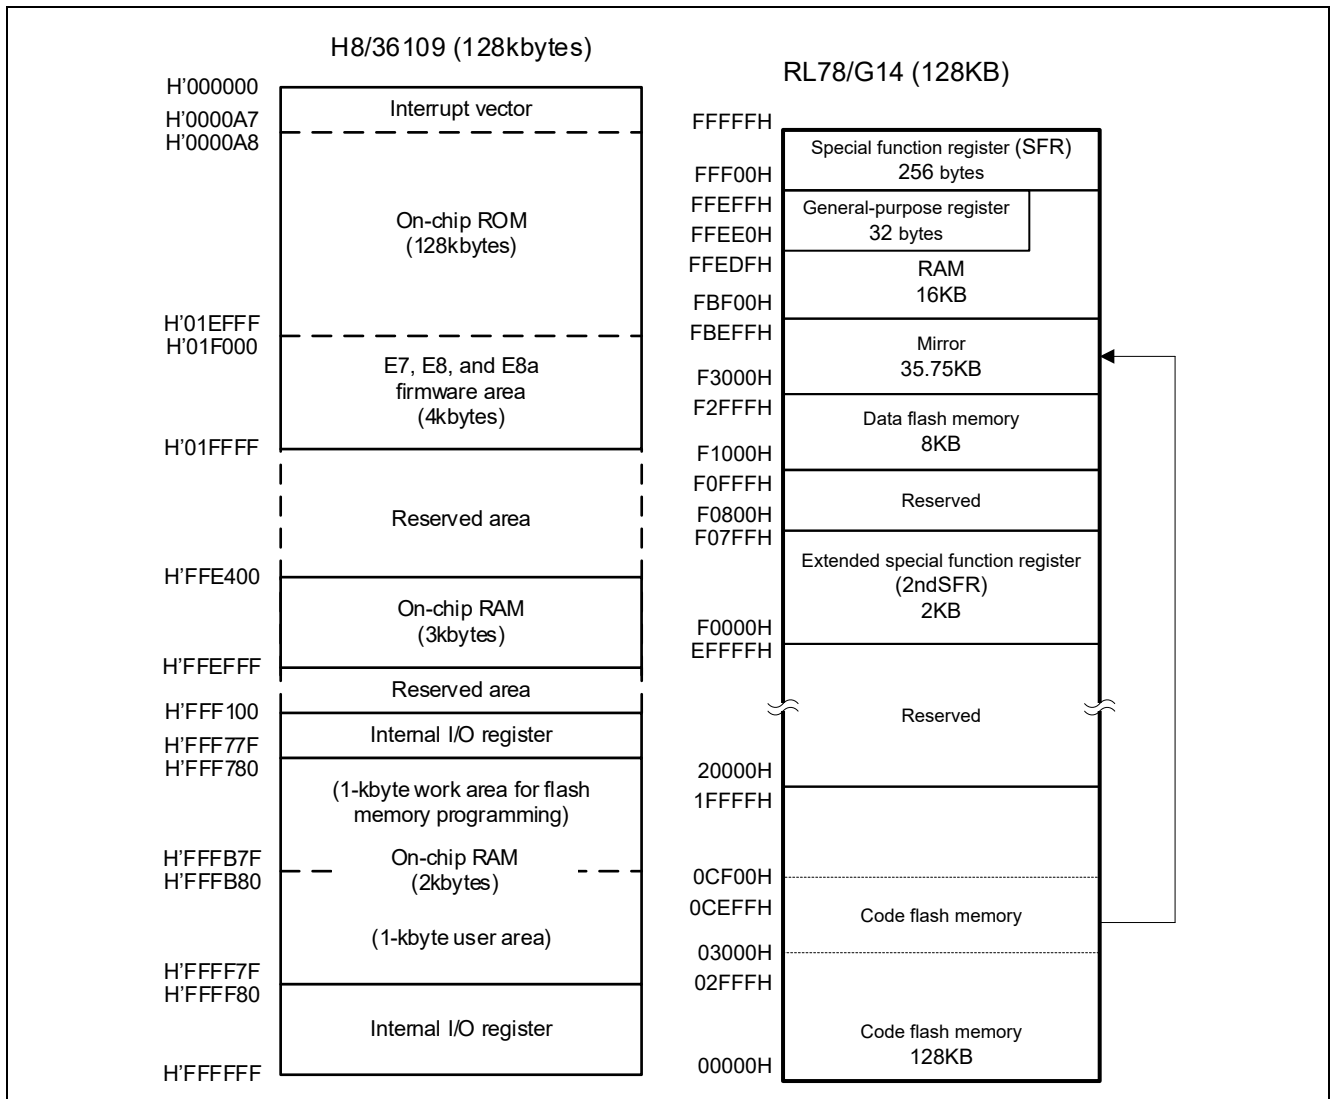 H8/36109 (128kbytes)
H'000000
Interrupt vector
H'0000A7
H'0000A8
On-chip ROM
(128kbytes)
H'01EFFF
H'01F000
E7, E8, and E8a
firmware area
(4kbytes)
H'01FFFF
Reserved area
H'FFE400
On-chip RAM
(3kbytes)
H'FFEFFF
Reserved area
H'FFF100
Internal I/O register
H'FFF77F
H'FFF780
(1-kbyte work area for flash
memory programming)
H'FFFB7F
On-chip RAM
H'FFFB80
(2kbytes)
(1-kbyte user area)
H'FFFF7F
H'FFFF80
Internal I/O register
H'FFFFFF
RL78/G14 (128KB)
FFFFFH
Special function register (SFR)
256 bytes
FFF00H
FFEFFH
General-purpose register
32 bytes
FFEE0H
FFEDFH
RAM
16KB
FBF00H
FBEFFH
Mirror
35.75KB
F3000H
F2FFFH
Data flash memory
8KB
F1000H
F0FFFH
Reserved
F0800H
F07FFH
Extended special function register
(2ndSFR)
2KB
F0000H
EFFFFH
Reserved
20000H
1FFFFH
0CF00H
0CEFFH
Code flash memory
03000H
02FFFH
Code flash memory
128KB
00000H